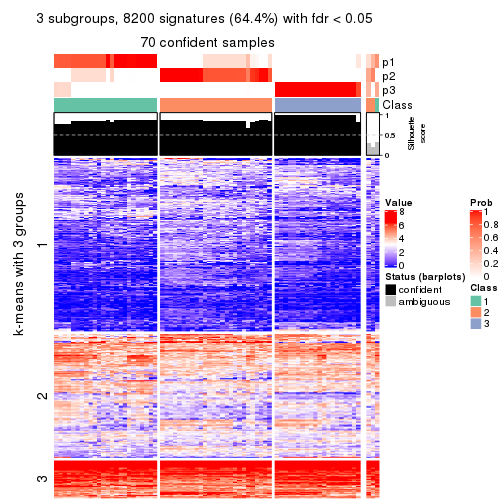 3 subgroups, 8200 signatures (64.4%) with fdr < 0.05
70 confident samples
p1
p2
p3
Class
1
0.5
0
Silhouette
score
k-means with 3 groups
1
2
3
Value
8
6
4
2
0
Status (barplots)
confident
ambiguous
Prob
1
0.8
0.6
0.4
0.2
0
Class
1
2
3